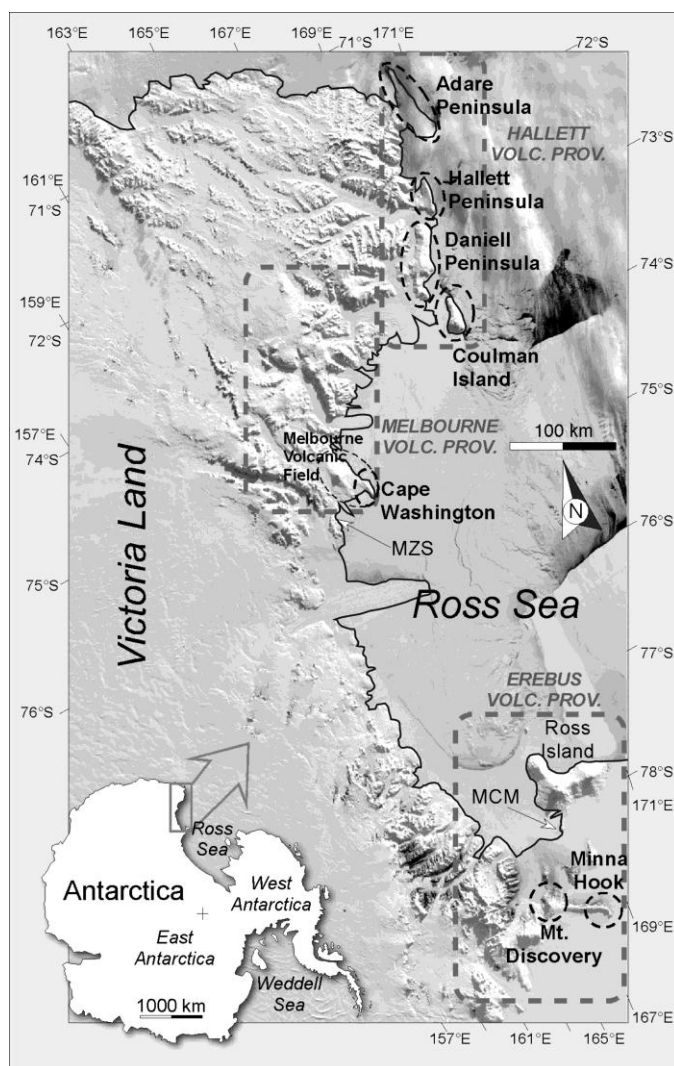 163°E
165°E
167°E
169°E
71°S
171°E
72°S
Adare
Peninsula
HALLETT
VOLC. PROV.
73°S
161°E
71°S
Hallett
Peninsula
Daniell
Peninsula
74°S
159°E
72°S
Coulman
Island
75°S
MELBOURNE
VOLC. PROV.
100 km
157°E
74°S
Melbourne
Volcanic
Field
Cape
Washington
N
76°S
MZS
75°S
Victoria Land
Ross Sea
77°S
EREBUS
VOLC. PROV.
76°S
Ross
Island
78°S
171°E
MCM
Minna
Hook
169°E
Mt.
Discovery
Ross
Sea
Antarctica
West
Antarctica
East
Antarctica
Weddell
Sea
1000 km
167°E
157°E
161°E
165°E